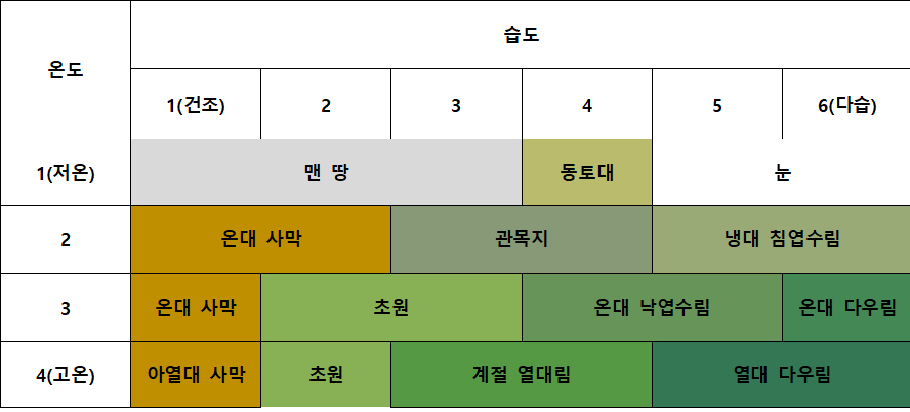 온도
습도
1(건조) 2 3 4 5 6(다습)
1(저온) 맨 땅 동토대 눈
2 온대 사막 관목지 냉대 침엽수림
3 온대 사막 초원 온대 낙엽수림 온대 다우림
4(고온) 아열대 사막 초원 계절 열대림 열대 다우림